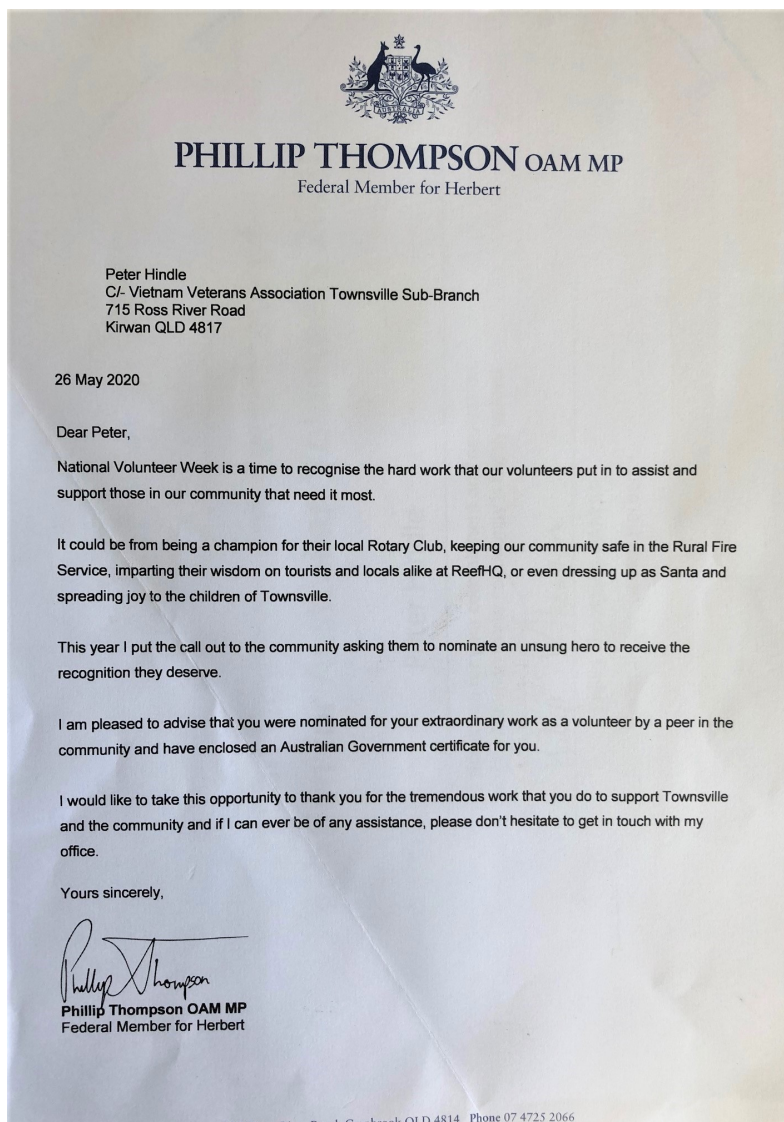 AUSTRALIA
PHILLIP THOMPSON OAM MP
Federal Member for Herbert
Peter Hindle
C/- Vietnam Veterans Association Townsville Sub-Branch
715 Ross River Road
Kirwan QLD 4817
26 May 2020
Dear Peter,
National Volunteer Week is a time to recognise the hard work that our volunteers put in to assist and
support those in our community that need it most.
It could be from being a champion for their local Rotary Club, keeping our community safe in the Rural Fire
Service, imparting their wisdom on tourists and locals alike at ReefHQ, or even dressing up as Santa and
spreading joy to the children of Townsville.
This year I put the call out to the community asking them to nominate an unsung hero to receive the
recognition they deserve.
I am pleased to advise that you were nominated for your extraordinary work as a volunteer by a peer in the
community and have enclosed an Australian Government certificate for you.
I would like to take this opportunity to thank you for the tremendous work that you do to support Townsville
and the community and if I can ever be of any assistance, please don't hesitate to get in touch with my
office.
Yours sincerely,
Phillip Thompson
Phillip Thompson OAM MP
Federal Member for Herbert
QLD 4814 Phone 07 4725 2066